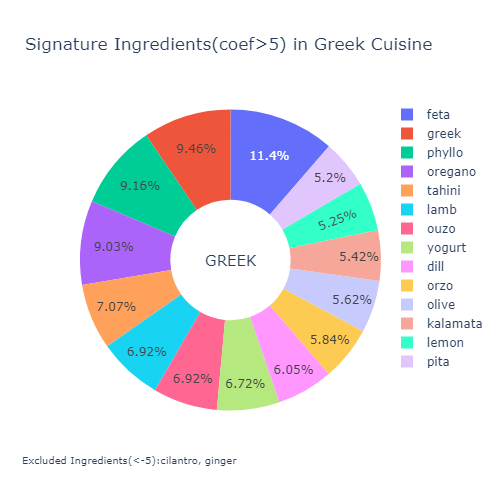 Signature Ingredients(coef>5) in Greek Cuisine
feta
greek
phyllo
oregano
tahini
lamb
ouzo
yogurt
dill
orzo
olive
kalamata
lemon
pita
11.4%
9.46%
9.16%
9.03%
7.07%
6.92%
6.92%
6.72%
6.05%
5.84%
5.62%
5.42%
5.25%
5.2%
GREEK
Excluded Ingredients(<-5):cilantro, ginger